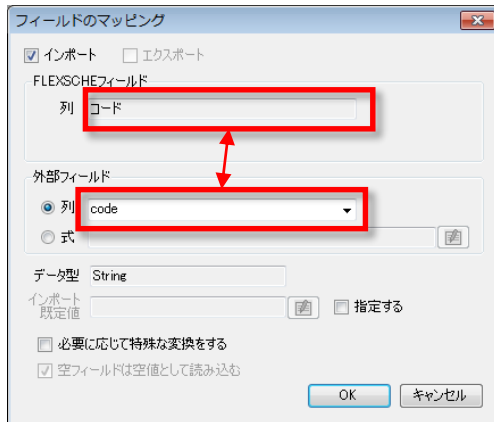 フィールドのマッピング
インポート エクスポート
FLEXSCHEフィールド
列 コード
外部フィールド
列 code
式
データ型 String
インポート
既定値 指定する
必要に応じて特殊な変換をする
空フィールドは空値として読み込む
OK キャンセル